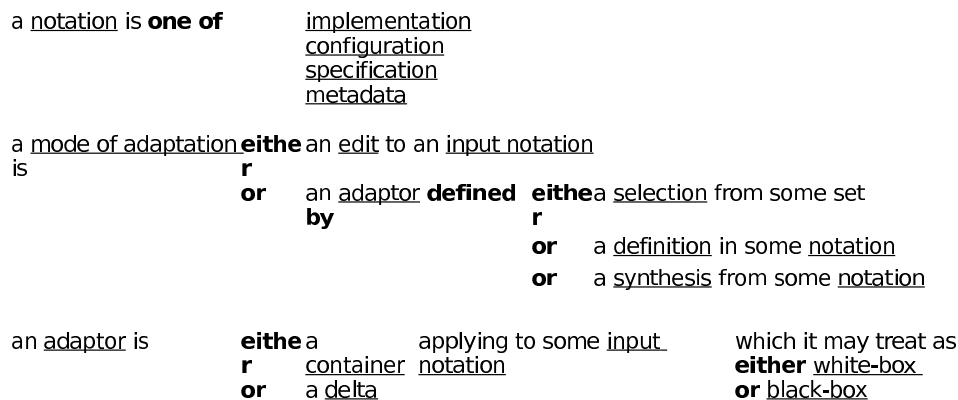 a notation is one of implementation
configuration
specification
metadata
a mode of adaptation eithe an edit to an input notation
is r
or an adaptor defined eithe a selection from some set
by r
or a definition in some notation
or a synthesis from some notation
an adaptor is eithe a applying to some input which it may treat as
r container notation either white-box
or a delta or black-box